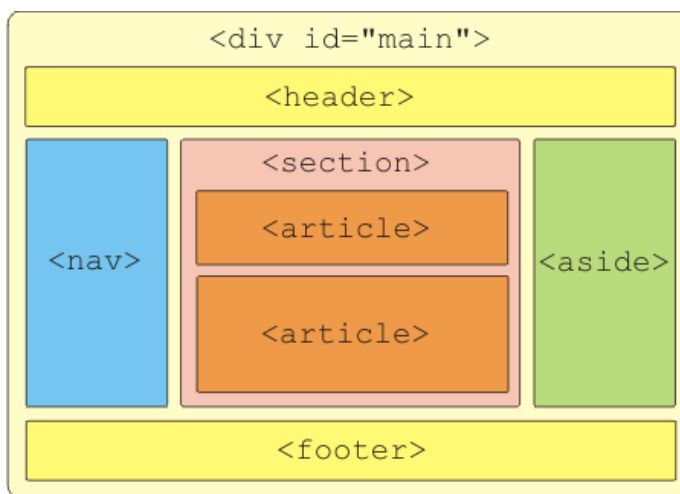 <div id="main">
<header>
<section>
<article>
<nav>
<aside>
<article>
<footer>